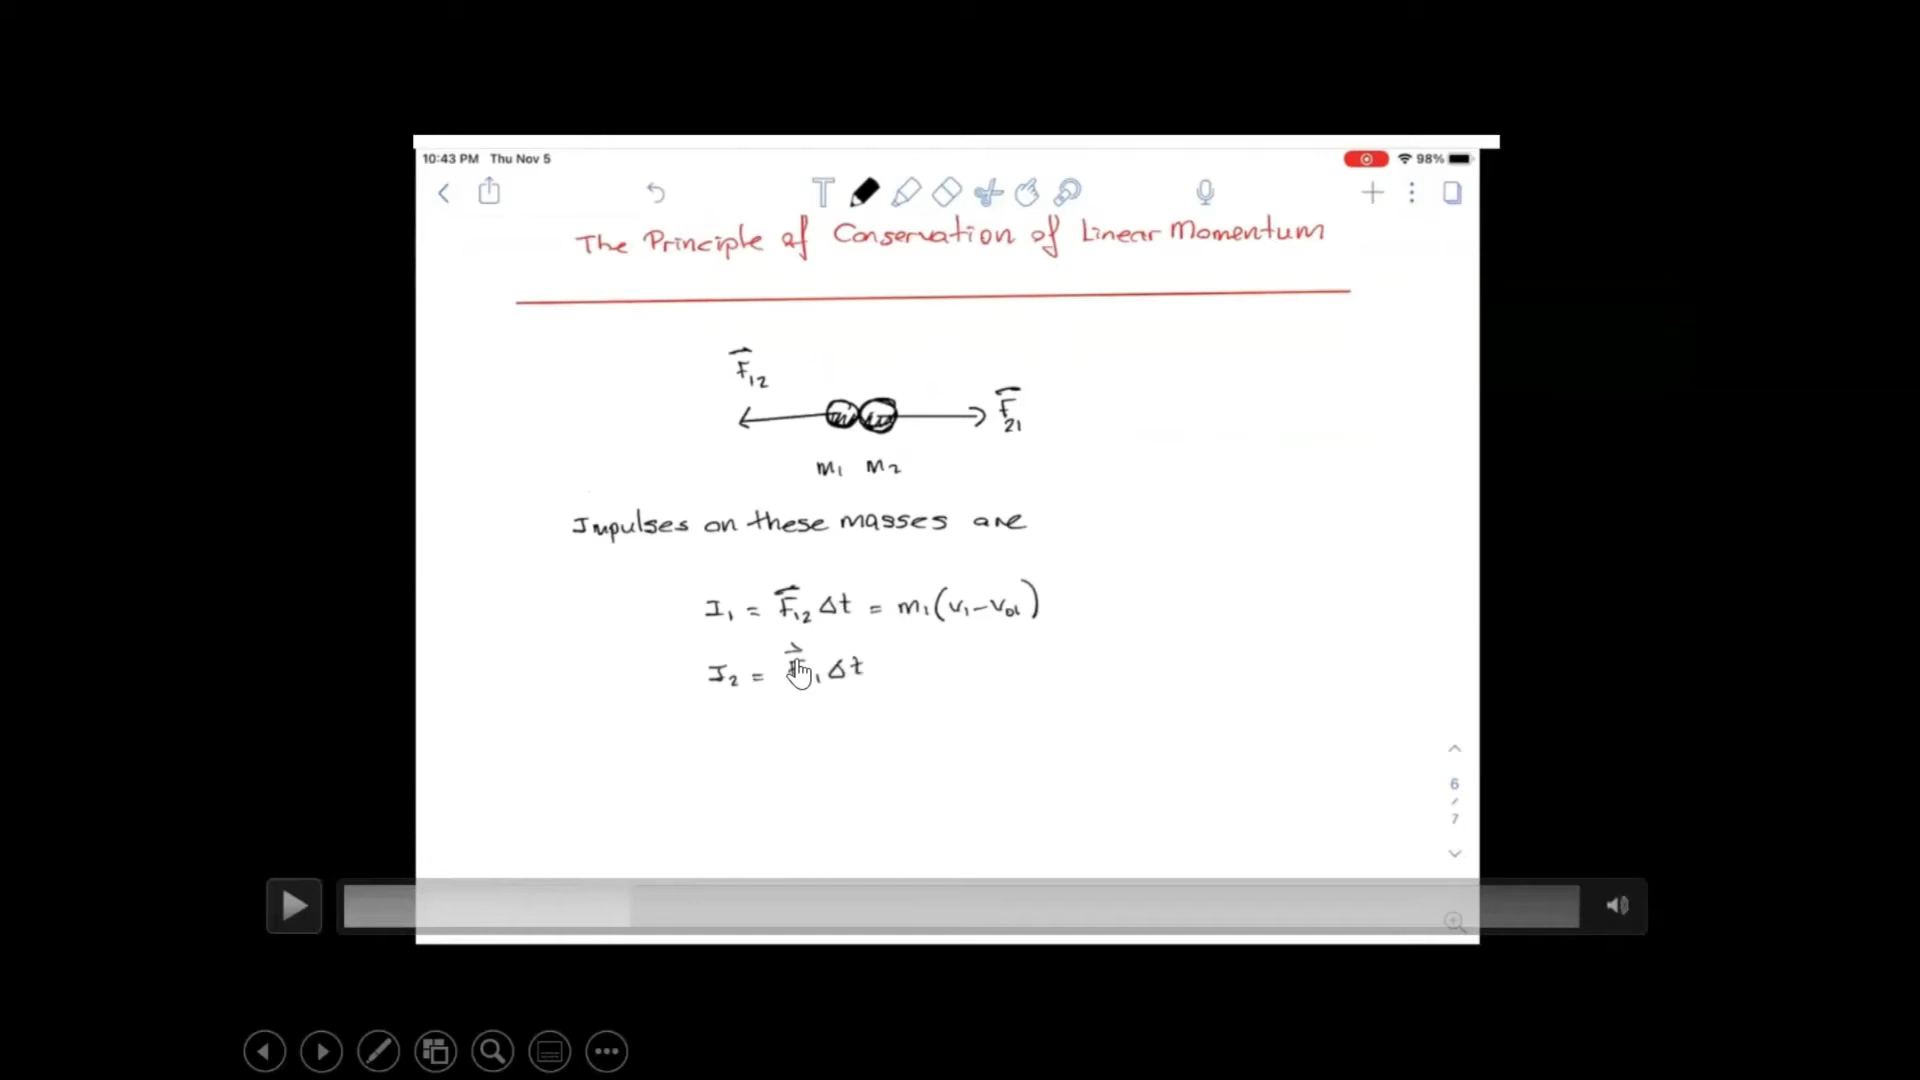 10:43 PM Thu Nov 5 98%
The Principle of Conservation of Linear Momentum
F₁₂
F₂₁
m₁ m₂
Impulses on these masses are
I₁ = F₁₂ Δt = m₁(v₁-v₀₁)
I₂ = Δt
6
/
7